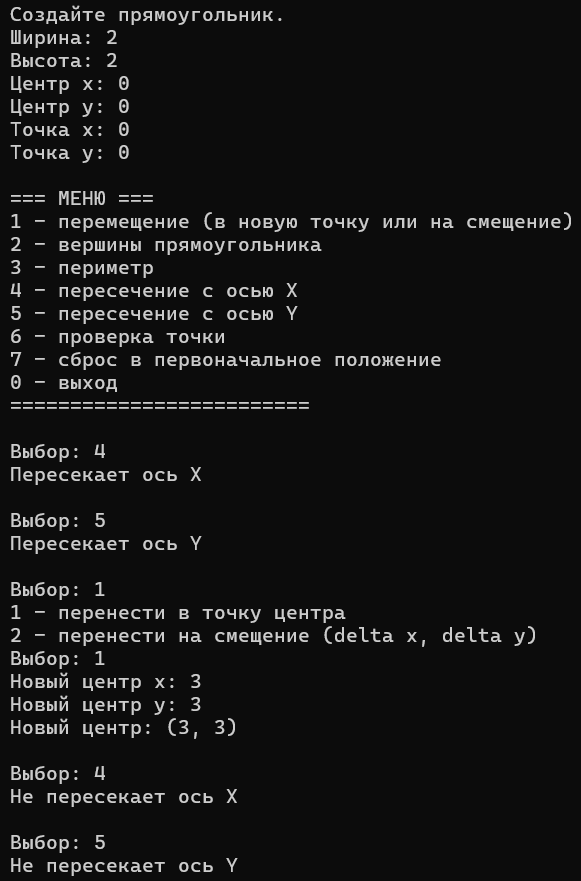 Создайте прямоугольник.
Ширина: 2
Высота: 2
Центр x: 0
Центр y: 0
Точка x: 0
Точка y: 0
=== МЕНЮ ===
1 - перемещение (в новую точку или на смещение)
2 - вершины прямоугольника
3 - периметр
4 - пересечение с осью X
5 - пересечение с осью Y
6 - проверка точки
7 - сброс в первоначальное положение
0 - выход
=========================
Выбор: 4
Пересекает ось X
Выбор: 5
Пересекает ось Y
Выбор: 1
1 - перенести в точку центра
2 - перенести на смещение (delta x, delta y)
Выбор: 1
Новый центр x: 3
Новый центр y: 3
Новый центр: (3, 3)
Выбор: 4
Не пересекает ось X
Выбор: 5
Не пересекает ось Y